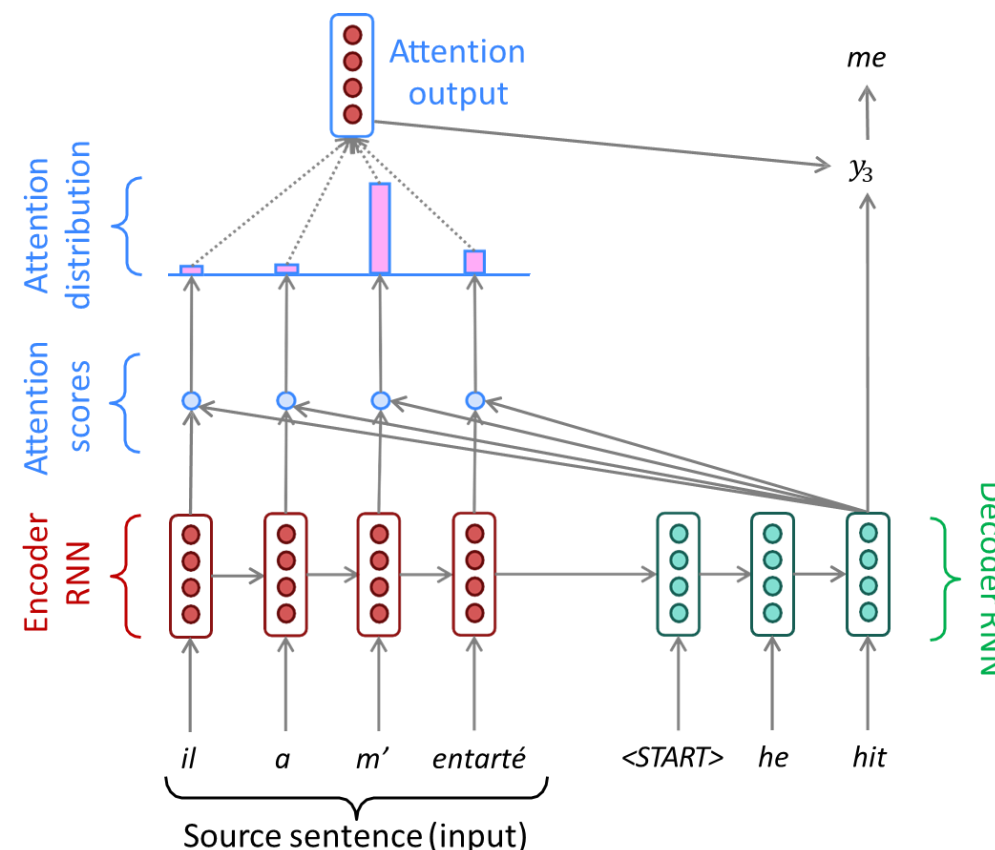 Attention
output
me
y3
Attention
distribution
Attention
scores
Encoder
RNN
Decoder RNN
il a m’ entarté <START> he hit
Source sentence (input)